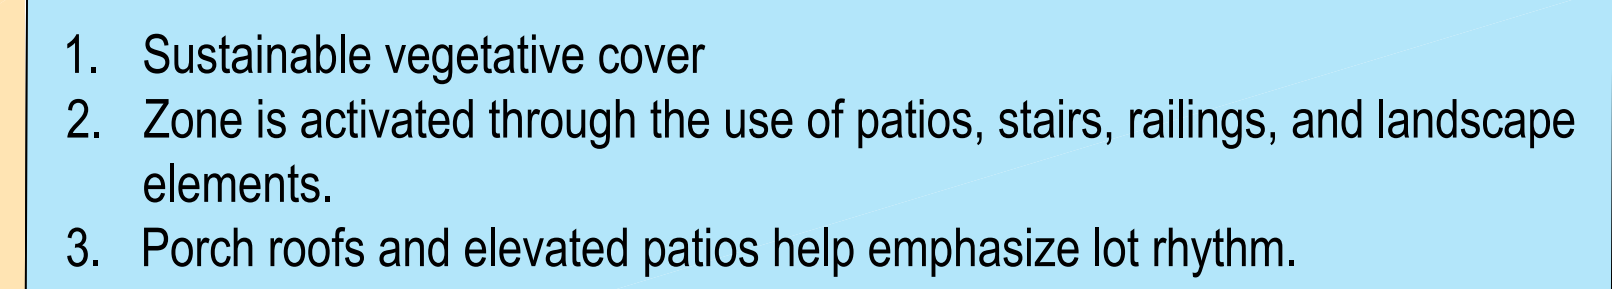 1. Sustainable vegetative cover
2. Zone is activated through the use of patios, stairs, railings, and landscape
elements.
3. Porch roofs and elevated patios help emphasize lot rhythm.